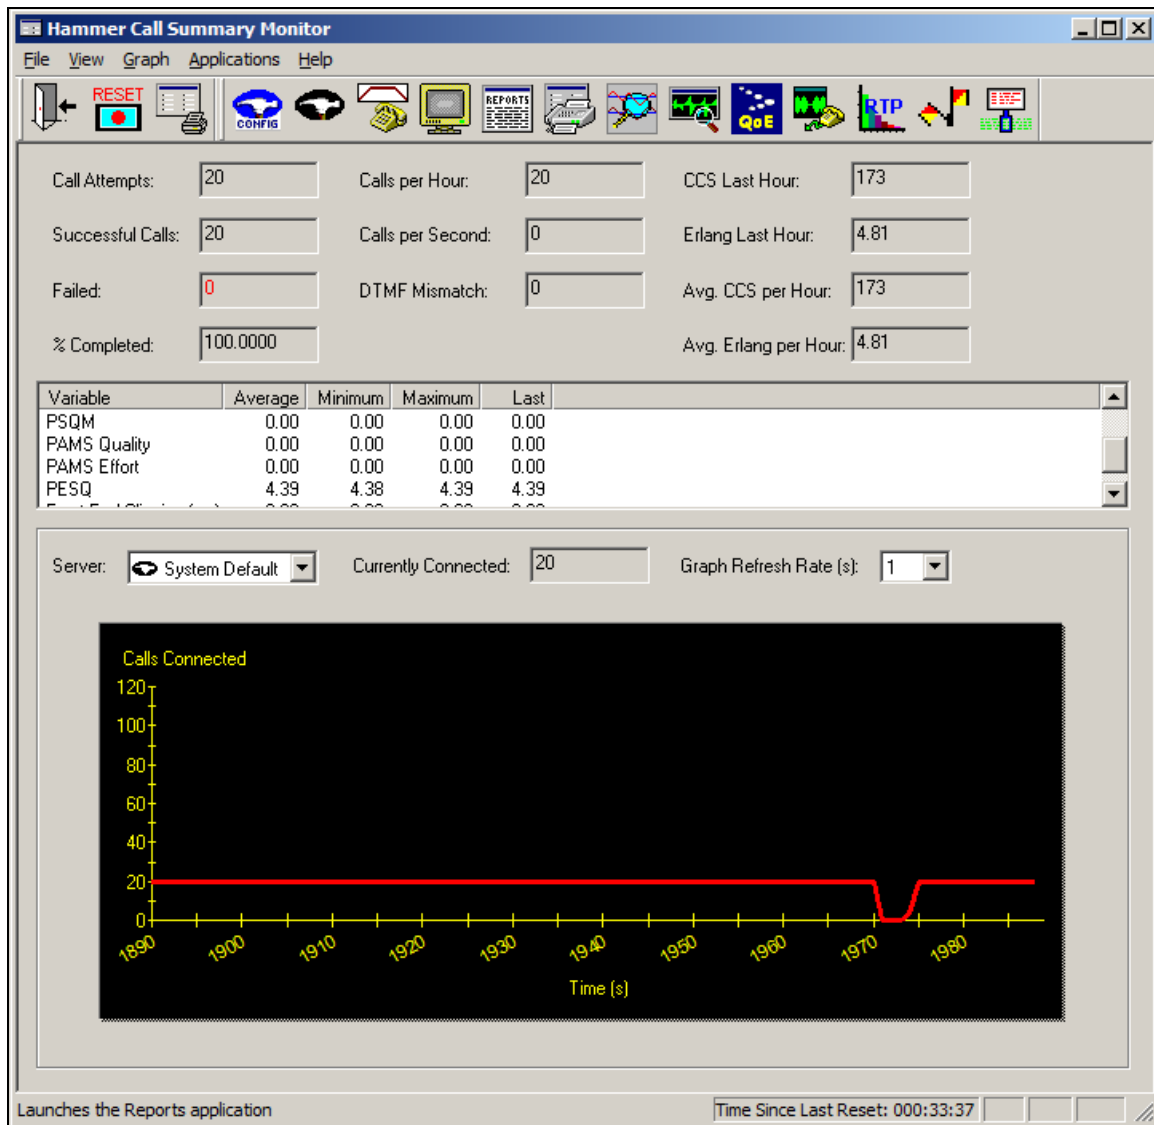 Hammer Call Summary Monitor
File View Graph Applications Help
RESET CONFIG REPORTS QoE RTP
Call Attempts: 20 Calls per Hour: 20 CCS Last Hour: 173
Successful Calls: 20 Calls per Second: 0 Erlang Last Hour: 4.81
Failed: 0 DTMF Mismatch: 0 Avg. CCS per Hour: 173
% Completed: 100.0000 Avg. Erlang per Hour: 4.81
Variable Average Minimum Maximum Last
PSQM 0.00 0.00 0.00 0.00
PAMS Quality 0.00 0.00 0.00 0.00
PAMS Effort 0.00 0.00 0.00 0.00
PESQ 4.39 4.38 4.39 4.39
Server: System Default Currently Connected: 20 Graph Refresh Rate (s): 1
Calls Connected
120
100
80
60
40
20
0
1890 1900 1910 1920 1930 1940 1950 1960 1970 1980
Time (s)
Launches the Reports application Time Since Last Reset: 000:33:37